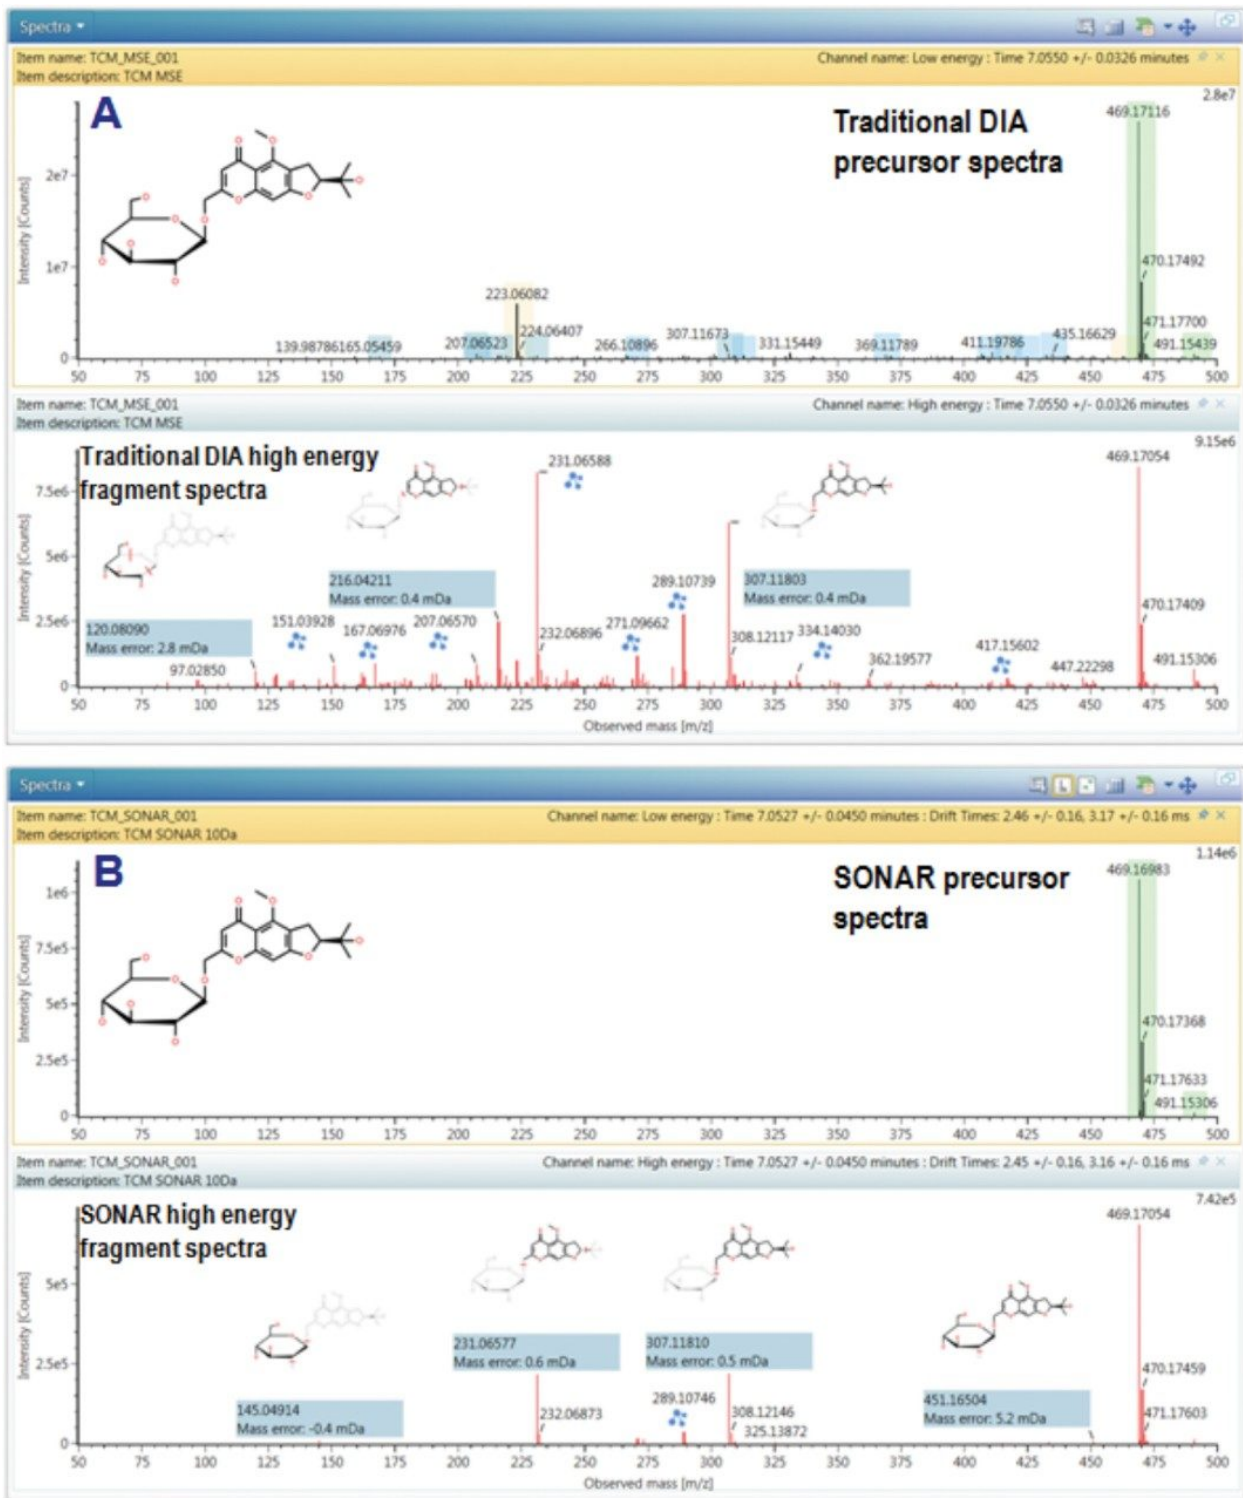 Spectra
Item name: TCM_MSE_001
Channel name: Low energy : Time 7.0550 +/- 0.0326 minutes
Item description: TCM MSE
A
Traditional DIA
precursor spectra
2.8e7
469.17116
2e7
1e7
0
Intensity [Counts]
470.17492
471.17700
491.15439
223.06082
224.06407
139.98786
165.05459
207.06523
266.10896
307.11673
331.15449
369.11789
411.19786
435.16629
50 75 100 125 150 175 200 225 250 275 300 325 350 375 400 425 450 475 500
Item name: TCM_MSE_001
Channel name: High energy : Time 7.0550 +/- 0.0326 minutes
Item description: TCM MSE
Traditional DIA high energy
fragment spectra
9.15e6
469.17054
231.06588
7.5e6
5e6
2.5e6
0
Intensity [Counts]
216.04211
Mass error: 0.4 mDa
307.11803
Mass error: 0.4 mDa
120.08090
Mass error: 2.8 mDa
289.10739
151.03928
167.06976
207.06570
232.06896
271.09662
308.12117
334.14030
362.19577
417.15602
447.22298
470.17409
491.15306
97.02850
50 75 100 125 150 175 200 225 250 275 300 325 350 375 400 425 450 475 500
Observed mass [m/z]
Spectra
Item name: TCM_SONAR_001
Channel name: Low energy : Time 7.0527 +/- 0.0450 minutes : Drift Times: 2.46 +/- 0.16, 3.17 +/- 0.16 ms
Item description: TCM SONAR 10Da
B
SONAR precursor
spectra
1.14e6
469.16983
1e6
7.5e5
5e5
2.5e5
0
Intensity [Counts]
470.17368
471.17633
491.15306
50 75 100 125 150 175 200 225 250 275 300 325 350 375 400 425 450 475 500
Item name: TCM_SONAR_001
Channel name: High energy : Time 7.0527 +/- 0.0450 minutes : Drift Times: 2.45 +/- 0.16, 3.16 +/- 0.16 ms
Item description: TCM SONAR 10Da
SONAR high energy
fragment spectra
7.42e5
469.17054
5e5
2.5e5
0
Intensity [Counts]
231.06577
Mass error: 0.6 mDa
307.11810
Mass error: 0.5 mDa
145.04914
Mass error: -0.4 mDa
451.16504
Mass error: 5.2 mDa
289.10746
232.06873
308.12146
325.13872
470.17459
471.17603
50 75 100 125 150 175 200 225 250 275 300 325 350 375 400 425 450 475 500
Observed mass [m/z]